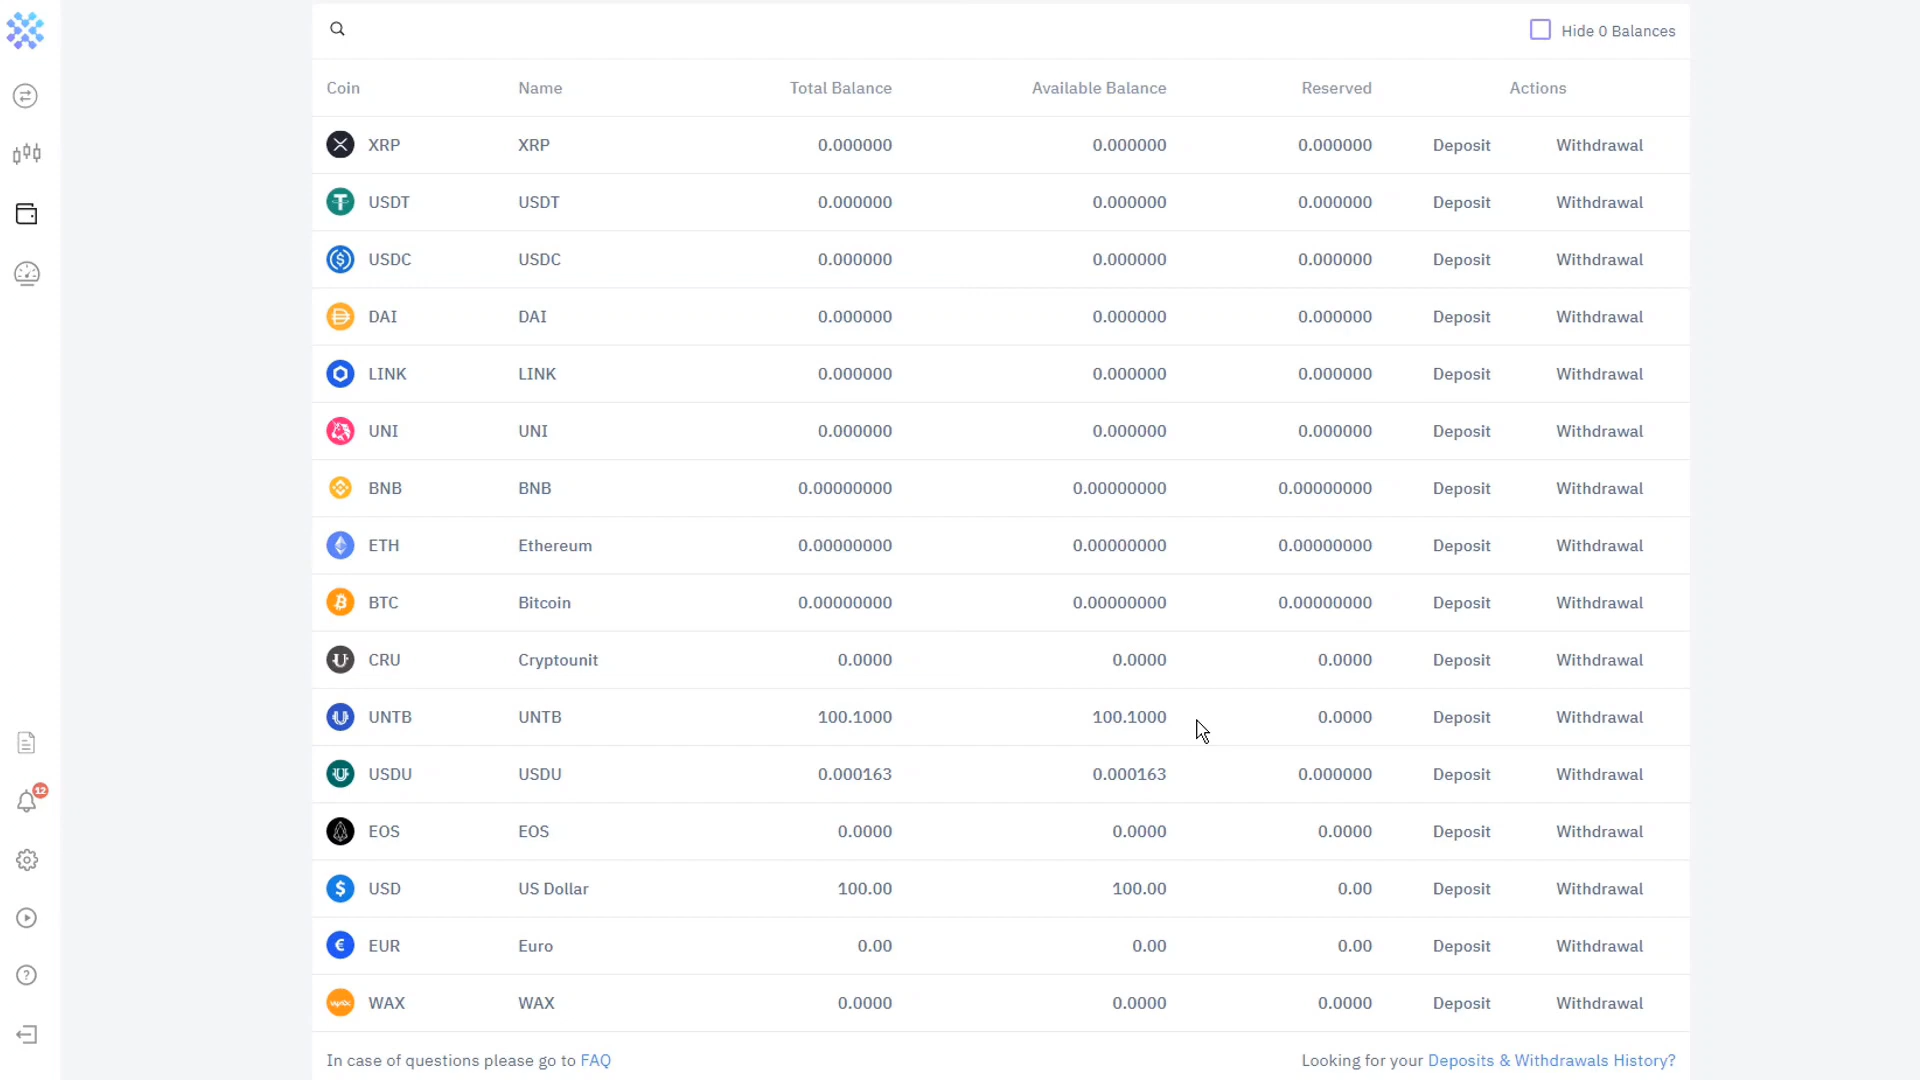 Hide 0 Balances
Coin Name Total Balance Available Balance Reserved Actions
XRP XRP 0.000000 0.000000 0.000000 Deposit Withdrawal
USDT USDT 0.000000 0.000000 0.000000 Deposit Withdrawal
USDC USDC 0.000000 0.000000 0.000000 Deposit Withdrawal
DAI DAI 0.000000 0.000000 0.000000 Deposit Withdrawal
LINK LINK 0.000000 0.000000 0.000000 Deposit Withdrawal
UNI UNI 0.000000 0.000000 0.000000 Deposit Withdrawal
BNB BNB 0.00000000 0.00000000 0.00000000 Deposit Withdrawal
ETH Ethereum 0.00000000 0.00000000 0.00000000 Deposit Withdrawal
BTC Bitcoin 0.00000000 0.00000000 0.00000000 Deposit Withdrawal
CRU Cryptounit 0.0000 0.0000 0.0000 Deposit Withdrawal
UNTB UNTB 100.1000 100.1000 0.0000 Deposit Withdrawal
USDU USDU 0.000163 0.000163 0.000000 Deposit Withdrawal
12
EOS EOS 0.0000 0.0000 0.0000 Deposit Withdrawal
USD US Dollar 100.00 100.00 0.00 Deposit Withdrawal
EUR Euro 0.00 0.00 0.00 Deposit Withdrawal
WAX WAX 0.0000 0.0000 0.0000 Deposit Withdrawal
In case of questions please go to FAQ Looking for your Deposits & Withdrawals History?